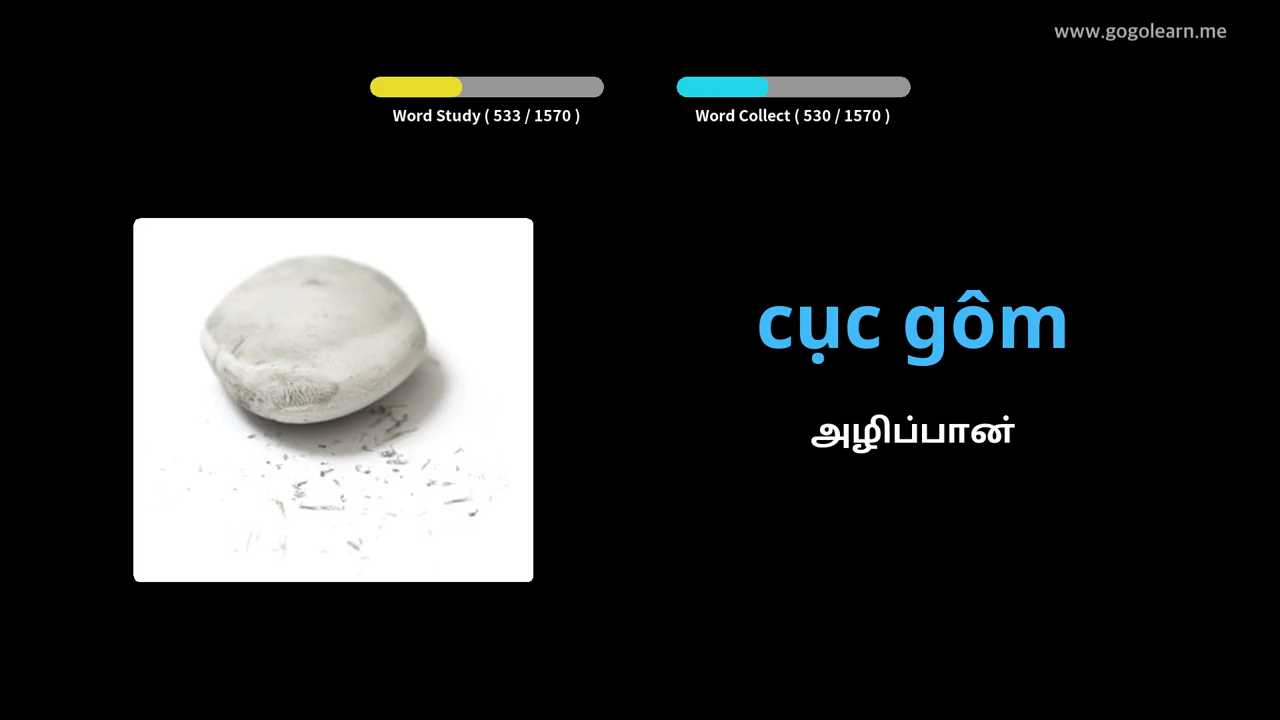 www.gogolearn.me
Word Study ( 533 / 1570 )
Word Collect ( 530 / 1570 )
cục gôm
அழிப்பான்